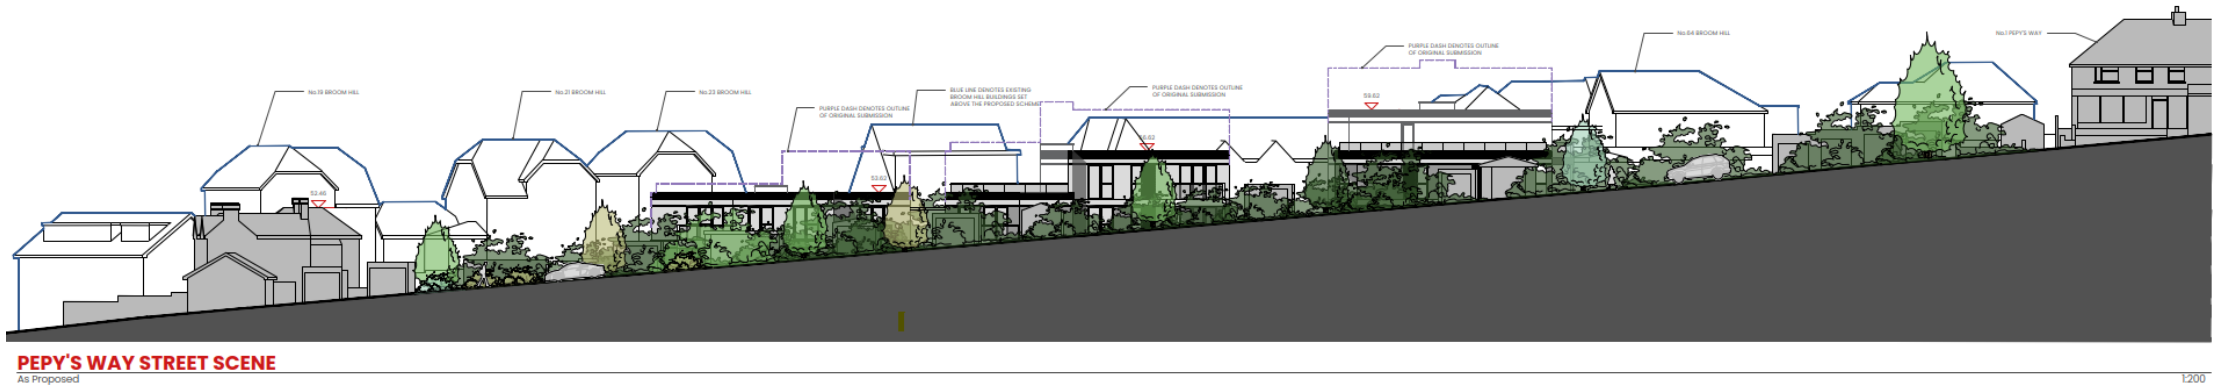 No.19 BROOM HILL
No.21 BROOM HILL
No.23 BROOM HILL
PURPLE DASH DENOTES OUTLINE
OF ORIGINAL SUBMISSION
BLUE LINE DENOTES EXISTING
BROOM HILL BUILDINGS SET
ABOVE THE PROPOSED SCHEME
PURPLE DASH DENOTES OUTLINE
OF ORIGINAL SUBMISSION
PURPLE DASH DENOTES OUTLINE
OF ORIGINAL SUBMISSION
No.64 BROOM HILL
No.1 PEPY'S WAY
52.46
53.62
59.62
PEPY'S WAY STREET SCENE
As Proposed
1:200